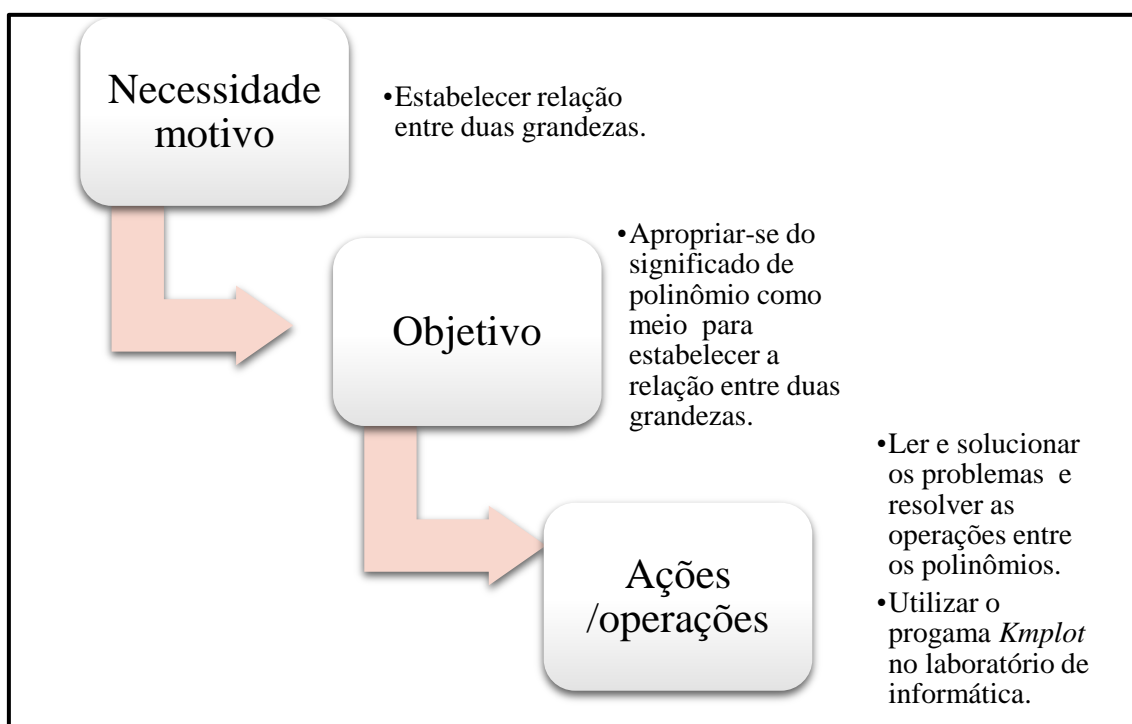 Necessidade
motivo
•Estabelecer relação
entre duas grandezas.
Objetivo
•Apropriar-se do
significado de
polinômio como
meio para
estabelecer a
relação entre duas
grandezas.
Ações
/operações
•Ler e solucionar
os problemas e
resolver as
operações entre
os polinômios.
•Utilizar o
progama Kmplot
no laboratório de
informática.